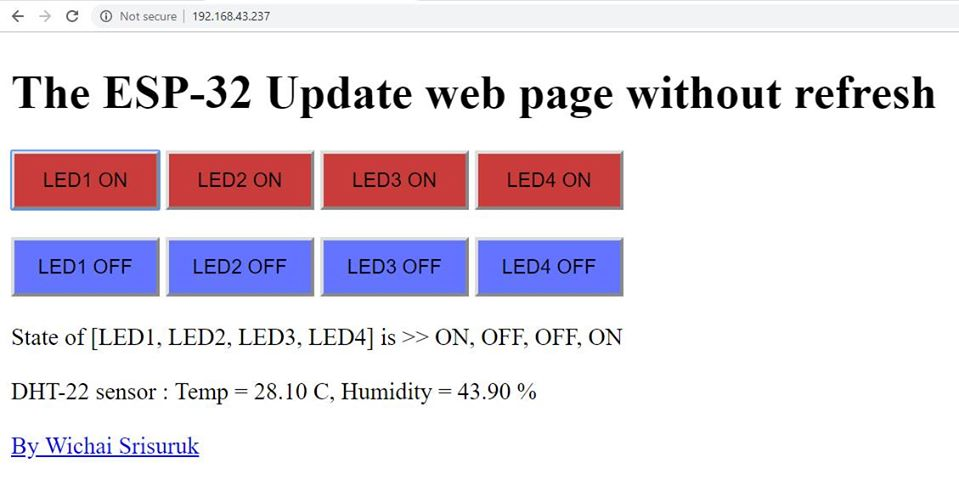 Not secure | 192.168.43.237
The ESP-32 Update web page without refresh
LED1 ON LED2 ON LED3 ON LED4 ON
LED1 OFF LED2 OFF LED3 OFF LED4 OFF
State of [LED1, LED2, LED3, LED4] is >> ON, OFF, OFF, ON
DHT-22 sensor : Temp = 28.10 C, Humidity = 43.90 %
By Wichai Srisuruk